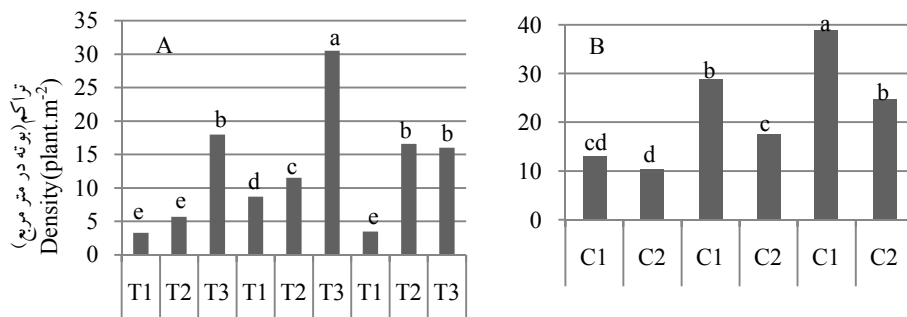 تراکم(بوته در متر مربع)
Density(plant.m-2)
A
35
30
25
20
15
10
5
0
e e b d c a e b b
T1 T2 T3 T1 T2 T3 T1 T2 T3
B
40
30
20
10
0
cd d b c a b
C1 C2 C1 C2 C1 C2